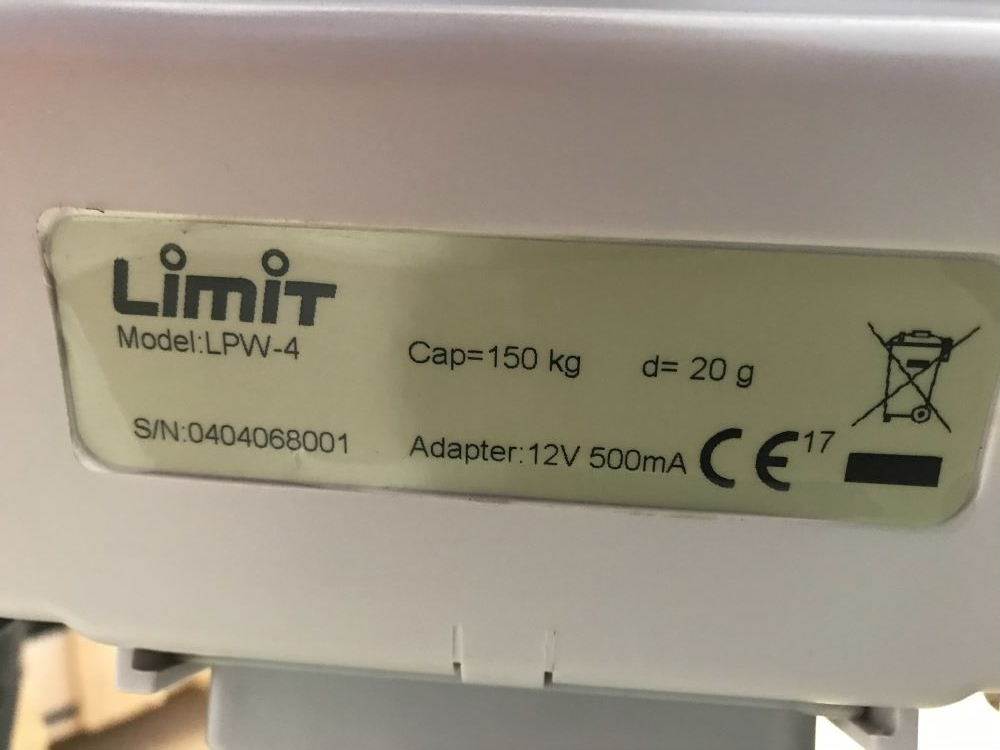 Limit
Model:LPW-4
Cap=150 kg d= 20 g
S/N:0404068001
Adapter:12V 500mA CE 17